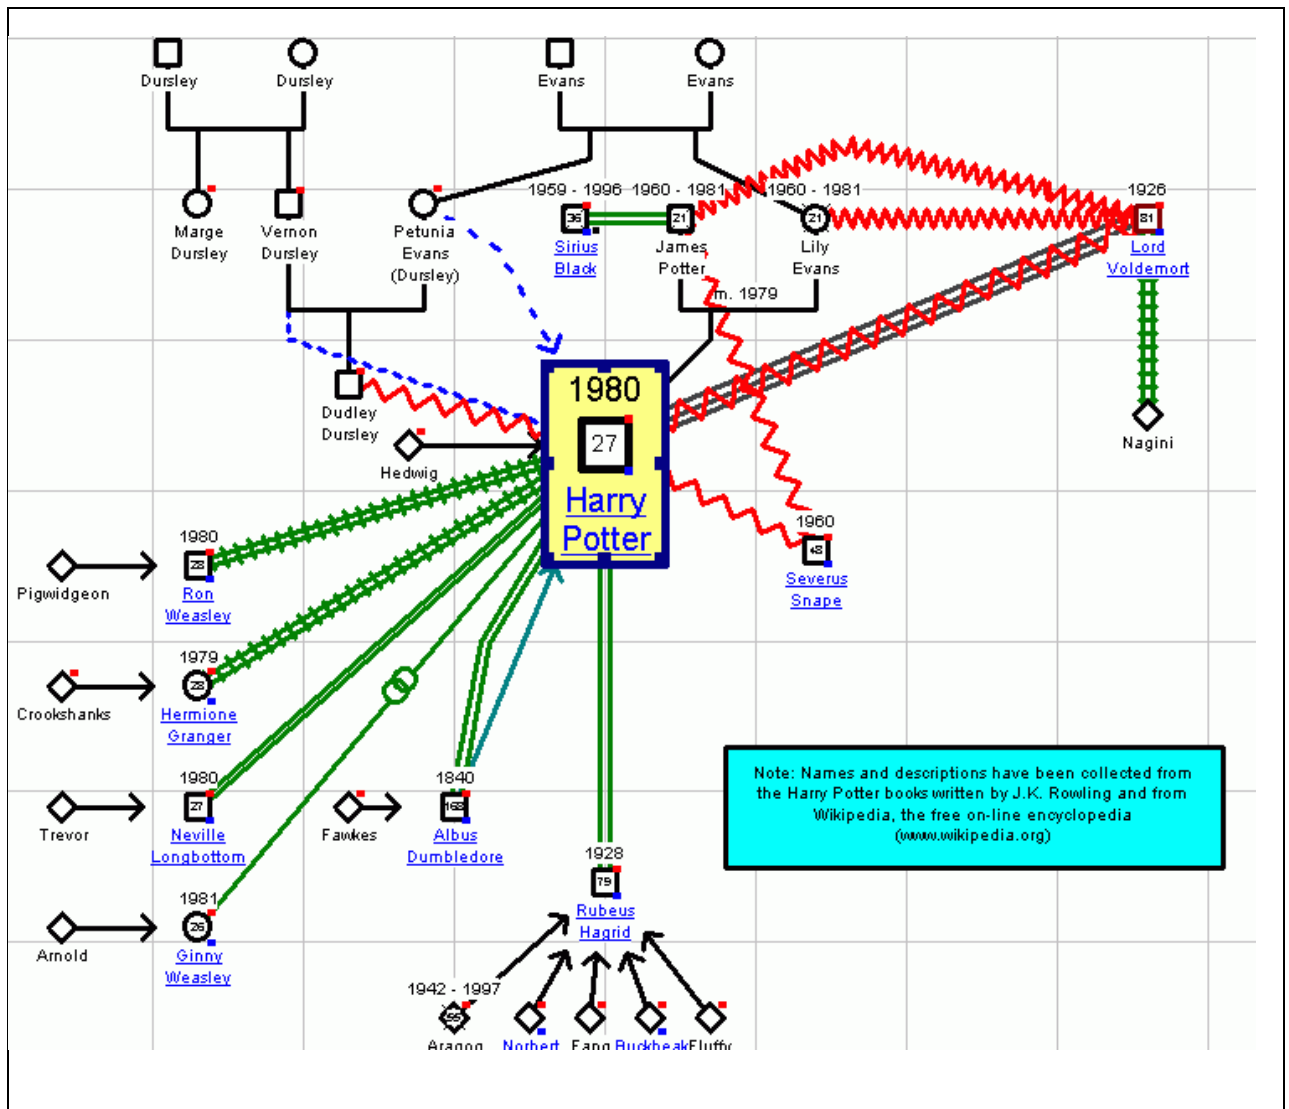 Dursley
Dursley
Evans
Evans
1959 - 1996
1960 - 1981
1960 - 1981
1926
Marge
Dursley
Vernon
Dursley
Petunia
Evans
(Dursley)
36
Sirius
Black
21
James
Potter
21
Lily
Evans
81
Lord
Voldemort
m. 1979
1980
27
Harry
Potter
Dudley
Dursley
Hedwig
Nagini
1960
48
Severus
Snape
Pigwidgeon
1980
28
Ron
Weasley
Crookshanks
1979
28
Hermione
Granger
Trevor
1980
27
Neville
Longbottom
Fawkes
1840
168
Albus
Dumbledore
Note: Names and descriptions have been collected from
the Harry Potter books written by J.K. Rowling and from
Wikipedia, the free on-line encyclopedia
(www.wikipedia.org)
1928
79
Rubeus
Hagrid
Arnold
1981
26
Ginny
Weasley
1942 - 1997
55
Aragog
Norbert
Fang
Buckbeak
Fluffy